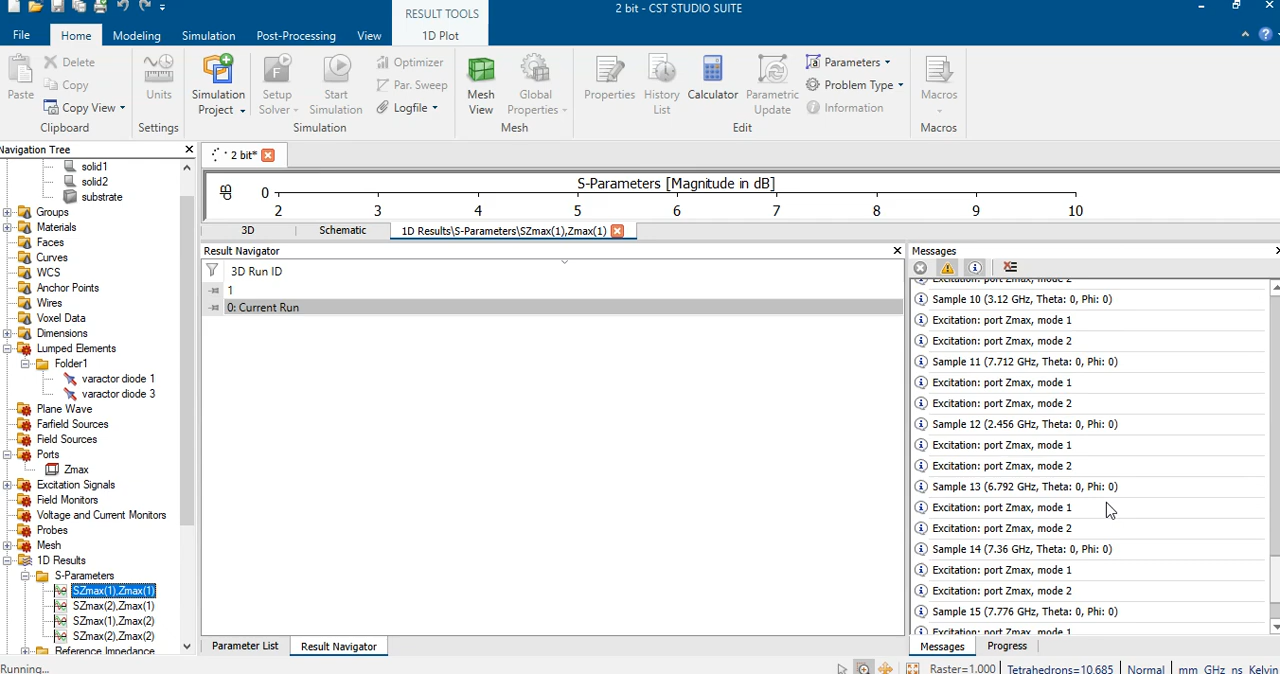 RESULT TOOLS
2 bit - CST STUDIO SUITE
File
Home
Modeling
Simulation
Post-Processing
View
1D Plot
Paste
Delete
Copy
Copy View
Clipboard
Units
Settings
Simulation
Project
Setup
Solver
Start
Simulation
Optimizer
Par. Sweep
Logfile
Simulation
Mesh
View
Global
Properties
Mesh
Properties
History
List
Calculator
Parametric
Update
Parameters
Problem Type
Information
Edit
Macros
Macros
Navigation Tree
solid1
solid2
substrate
Groups
Materials
Faces
Curves
WCS
Anchor Points
Wires
Voxel Data
Dimensions
Lumped Elements
Folder1
varactor diode 1
varactor diode 3
Plane Wave
Farfield Sources
Field Sources
Ports
Zmax
Excitation Signals
Field Monitors
Voltage and Current Monitors
Probes
Mesh
1D Results
S-Parameters
SZmax(1),Zmax(1)
SZmax(2),Zmax(1)
SZmax(1),Zmax(2)
SZmax(2),Zmax(2)
Reference Impedance
2 bit*
S-Parameters [Magnitude in dB]
dB
0
2 3 4 5 6 7 8 9 10
3D
Schematic
1D Results\S-Parameters\SZmax(1),Zmax(1)
Result Navigator
3D Run ID
1
0: Current Run
Parameter List
Result Navigator
Messages
Excitation: port Zmax, mode 2
Sample 10 (3.12 GHz, Theta: 0, Phi: 0)
Excitation: port Zmax, mode 1
Excitation: port Zmax, mode 2
Sample 11 (7.712 GHz, Theta: 0, Phi: 0)
Excitation: port Zmax, mode 1
Excitation: port Zmax, mode 2
Sample 12 (2.456 GHz, Theta: 0, Phi: 0)
Excitation: port Zmax, mode 1
Excitation: port Zmax, mode 2
Sample 13 (6.792 GHz, Theta: 0, Phi: 0)
Excitation: port Zmax, mode 1
Excitation: port Zmax, mode 2
Sample 14 (7.36 GHz, Theta: 0, Phi: 0)
Excitation: port Zmax, mode 1
Excitation: port Zmax, mode 2
Sample 15 (7.776 GHz, Theta: 0, Phi: 0)
Excitation: port Zmax, mode 1
Messages
Progress
Running...
Raster=1.000
Tetrahedrons=10.685
Normal
mm GHz ns Kelvin